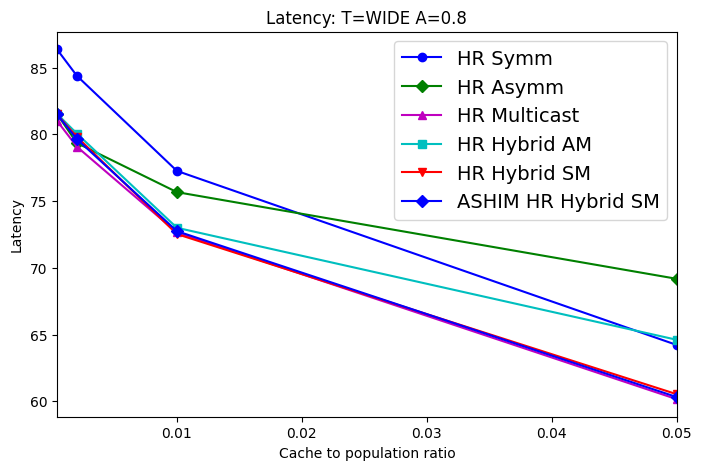 Latency: T=WIDE A=0.8
HR Symm
HR Asymm
HR Multicast
HR Hybrid AM
HR Hybrid SM
ASHIM HR Hybrid SM
Latency
85
80
75
70
65
60
0.01
0.02
0.03
0.04
0.05
Cache to population ratio